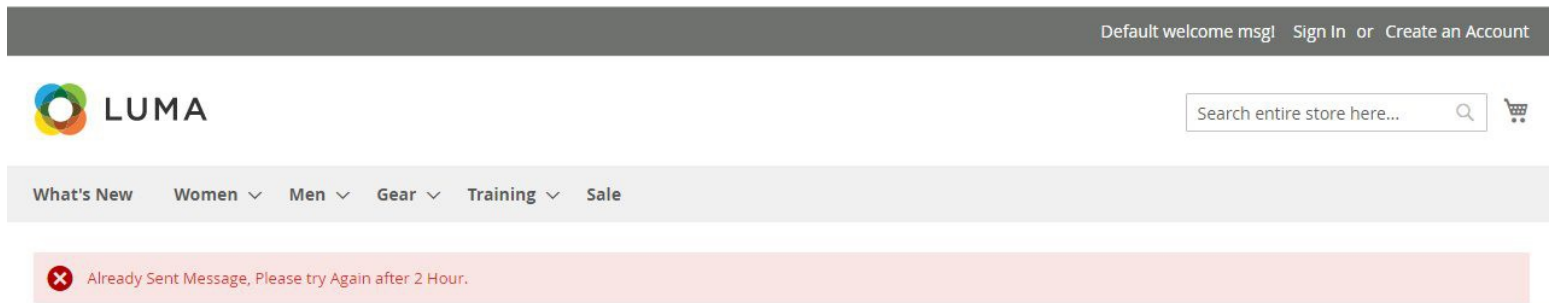 Default welcome msg! Sign In or Create an Account
LUMA
Search entire store here...
What's New Women Men Gear Training Sale
Already Sent Message, Please try Again after 2 Hour.